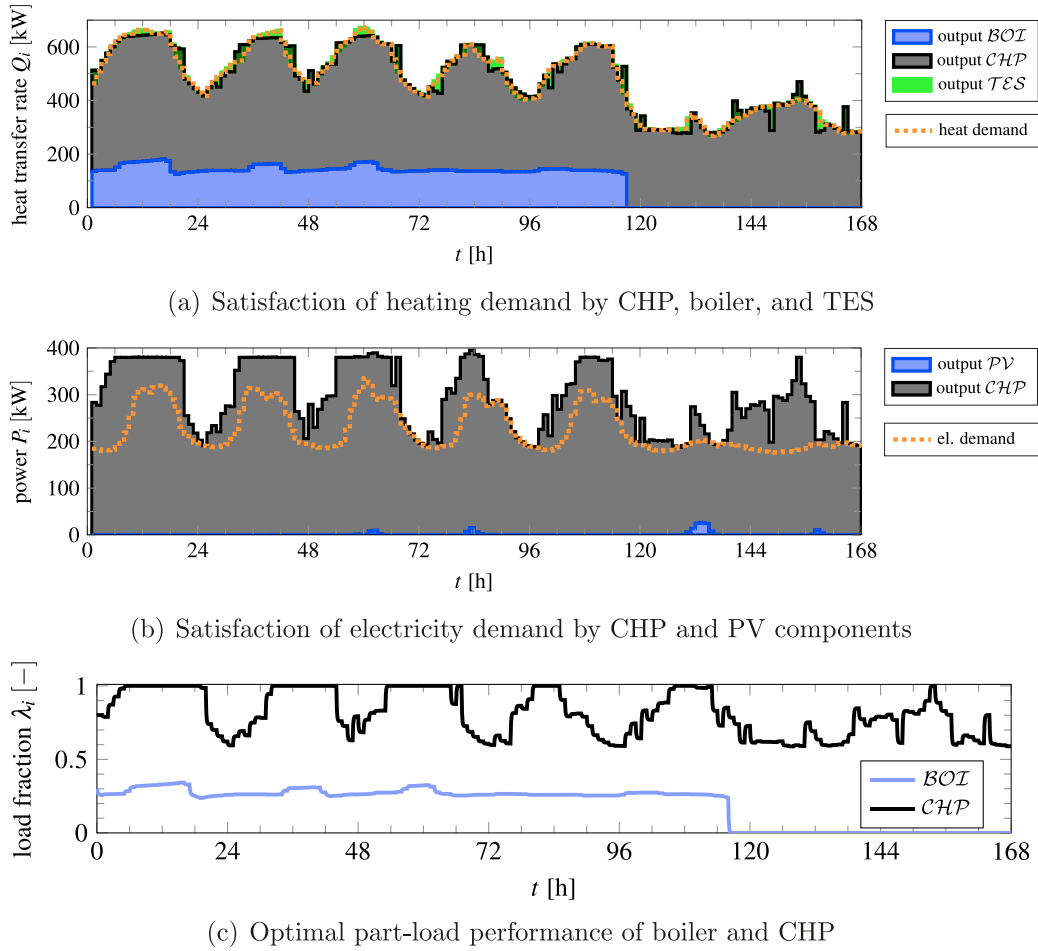 heat transfer rate Qᵢ [kW]
600
400
200
0
0 24 48 72 96 120 144 168
t [h]
output BOI
output CHP
output TES
heat demand
(a) Satisfaction of heating demand by CHP, boiler, and TES
power Pᵢ [kW]
400
300
200
100
0
0 24 48 72 96 120 144 168
t [h]
output PV
output CHP
el. demand
(b) Satisfaction of electricity demand by CHP and PV components
load fraction λᵢ [−]
1
0.5
0
0 24 48 72 96 120 144 168
t [h]
BOI
CHP
(c) Optimal part-load performance of boiler and CHP